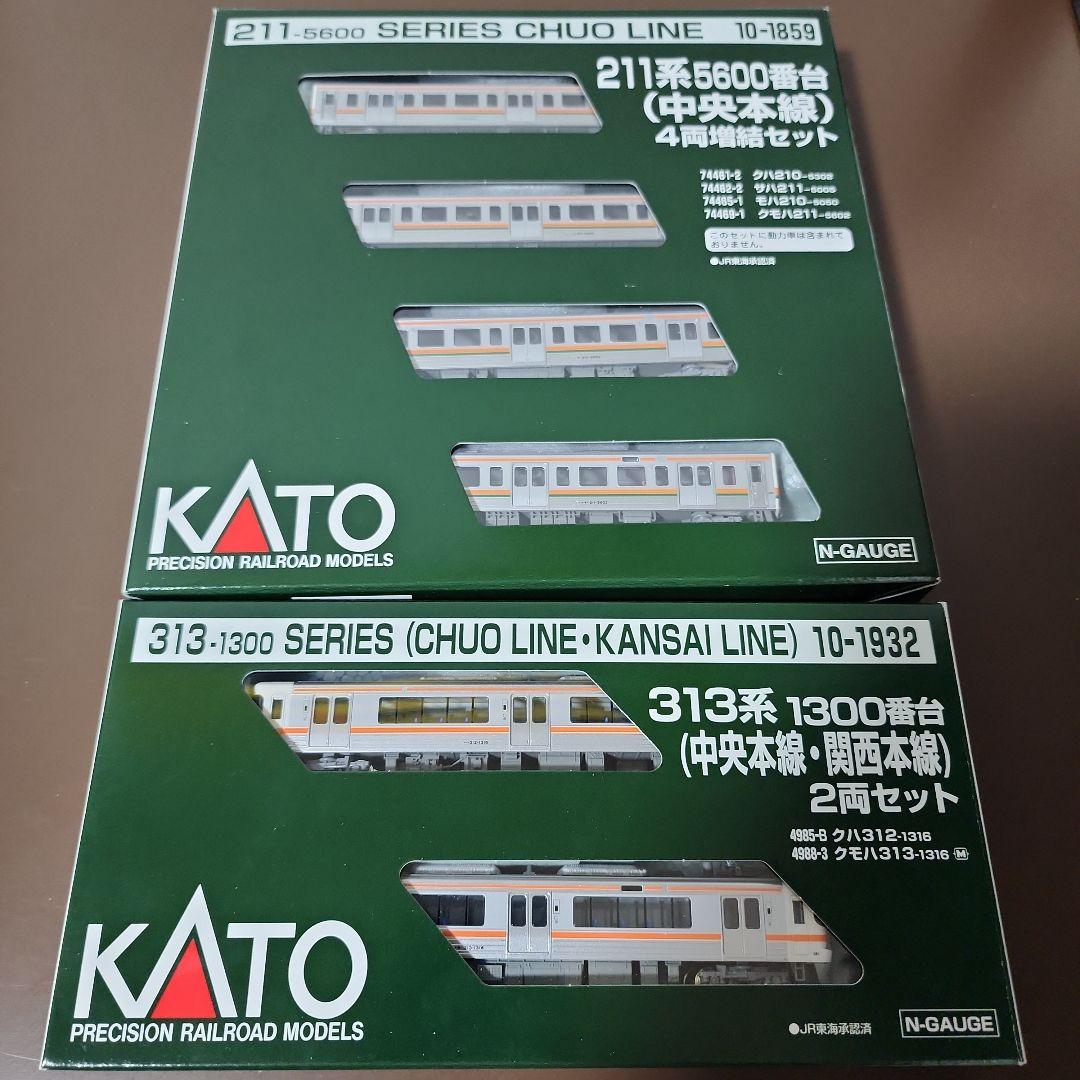 211-5600 SERIES CHUO LINE 10-1859
211系5600番台
(中央本線)
4両増結セット
74461-2 クハ210-5302
74462-2 サハ211-5005
74465-1 モハ210-5050
74469-1 クモハ211-5602
このセットに動力車は含まれて
おりません。
●JR東海承認済
KATO
PRECISION RAILROAD MODELS
N-GAUGE
313-1300 SERIES (CHUO LINE・KANSAI LINE) 10-1932
313系 1300番台
(中央本線・関西本線)
2両セット
4985-B クハ312-1316
4988-3 クモハ313-1316 M
KATO
PRECISION RAILROAD MODELS
●JR東海承認済
N-GAUGE